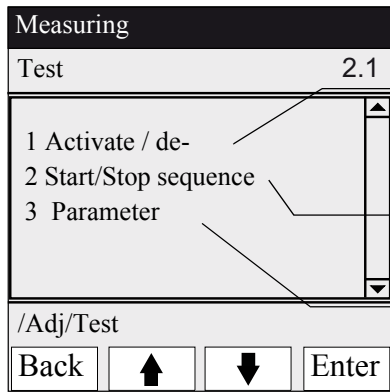 Measuring
Test 2.1
1 Activate / de-
2 Start/Stop sequence
3 Parameter
/Adj/Test
Back Enter